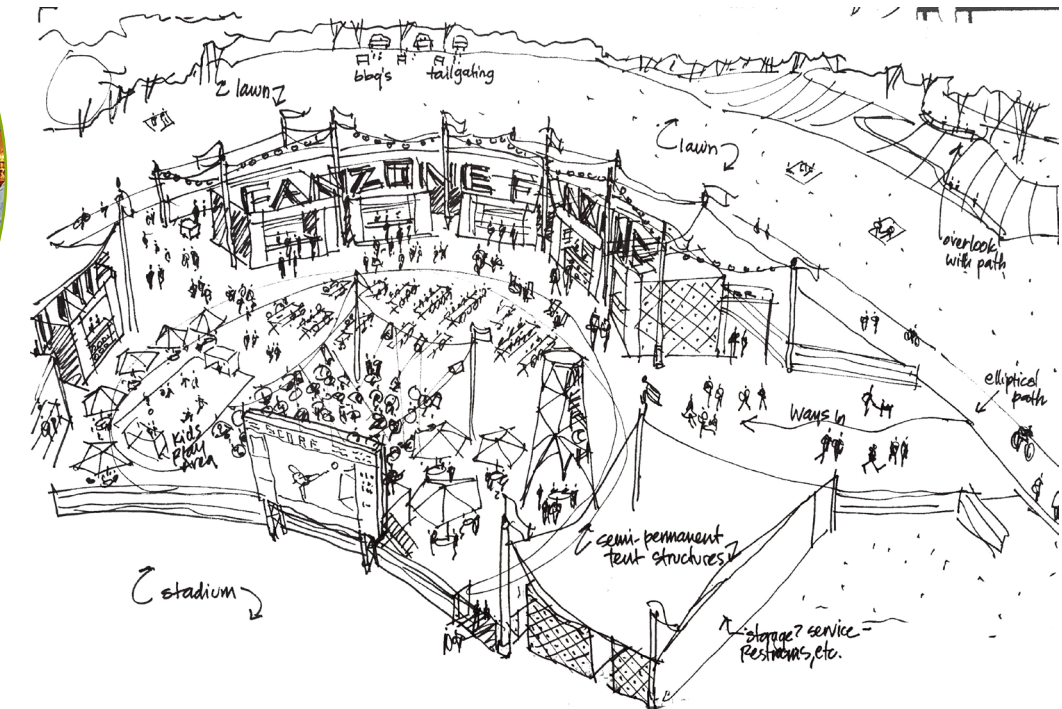 bbq's
tailgating
lawn
lawn
FANZONE
overlook
with path
elliptical
path
ways in
kids
play
area
SCORE
semi-permanent
tent structures
stadium
storage? service
Restrooms, etc.